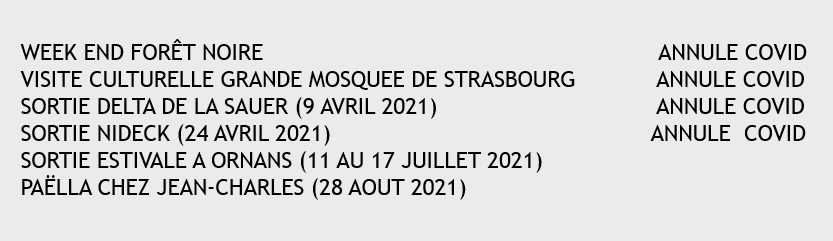 WEEK END FORÊT NOIRE ANNULE COVID
VISITE CULTURELLE GRANDE MOSQUEE DE STRASBOURG ANNULE COVID
SORTIE DELTA DE LA SAUER (9 AVRIL 2021) ANNULE COVID
SORTIE NIDECK (24 AVRIL 2021) ANNULE COVID
SORTIE ESTIVALE A ORNANS (11 AU 17 JUILLET 2021)
PAËLLA CHEZ JEAN-CHARLES (28 AOUT 2021)